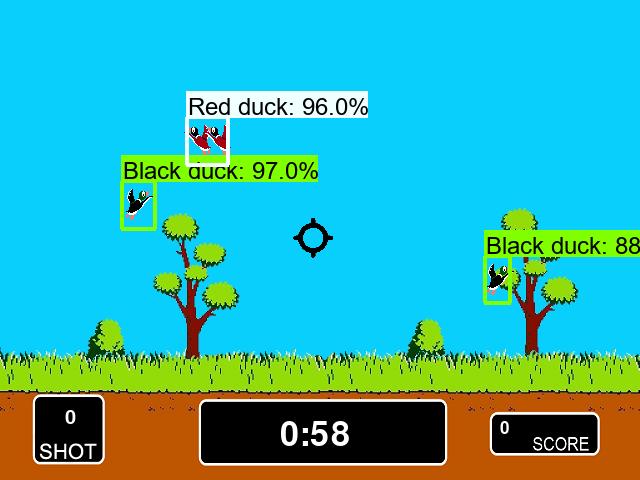 Red duck: 96.0%
Black duck: 97.0%
Black duck: 88
0
SHOT
0:58
0
SCORE